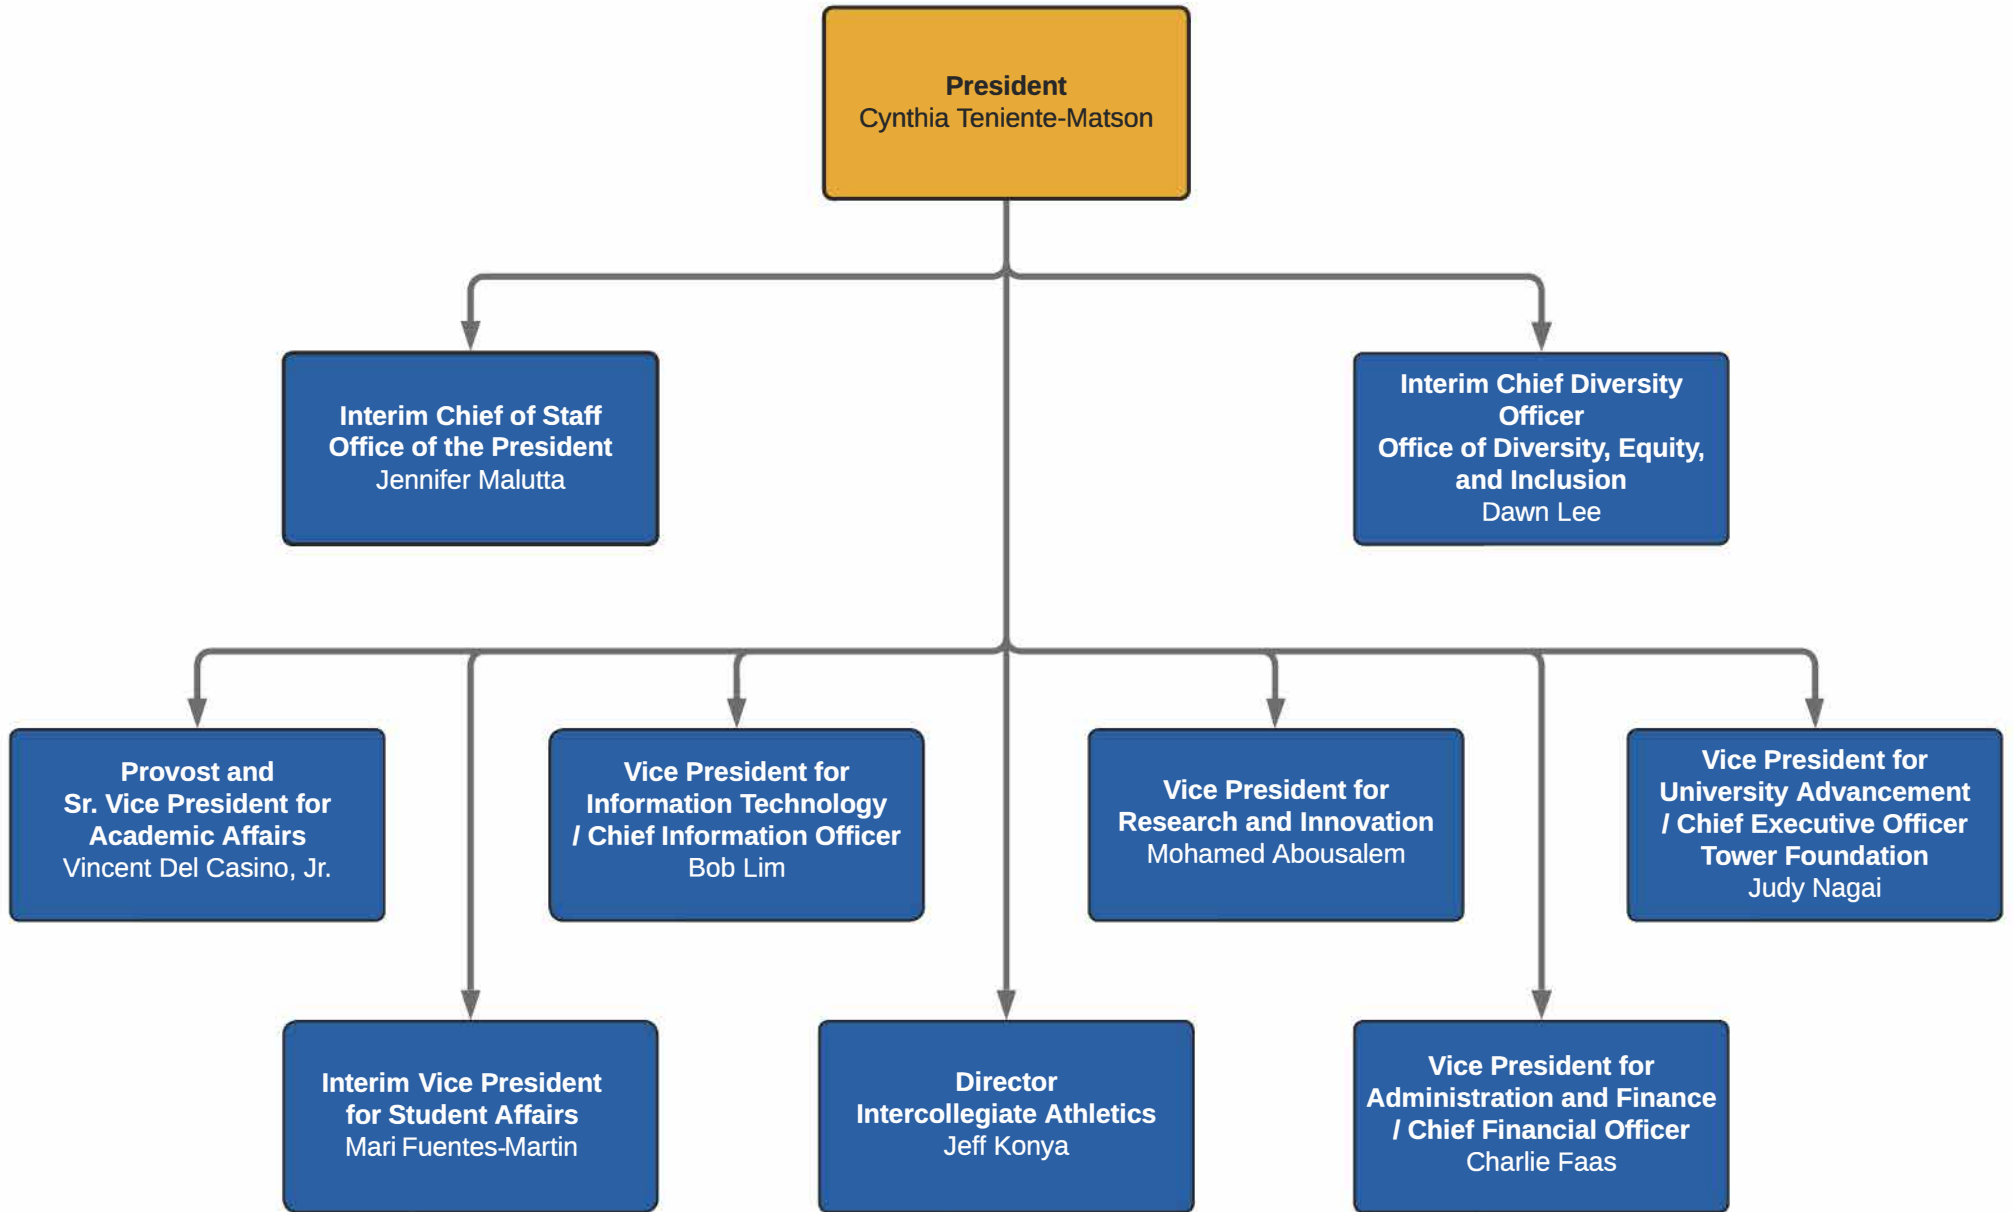 President
Cynthia Teniente-Matson
Interim Chief of Staff
Office of the President
Jennifer Malutta
Interim Chief Diversity
Officer
Office of Diversity, Equity,
and Inclusion
Dawn Lee
Provost and
Sr. Vice President for
Academic Affairs
Vincent Del Casino, Jr.
Vice President for
Information Technology
/ Chief Information Officer
Bob Lim
Vice President for
Research and Innovation
Mohamed Abousalem
Vice President for
University Advancement
/ Chief Executive Officer
Tower Foundation
Judy Nagai
Interim Vice President
for Student Affairs
Mari Fuentes-Martin
Director
Intercollegiate Athletics
Jeff Konya
Vice President for
Administration and Finance
/ Chief Financial Officer
Charlie Faas